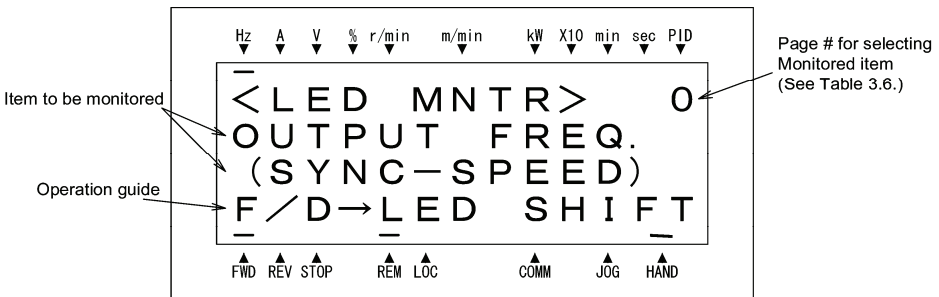 Hz A V % r/min m/min kW X10 min sec PID
Page # for selecting
Monitored item
(See Table 3.6.)
Item to be monitored
<LED MNTR> 0
OUTPUT FREQ.
(SYNC−SPEED)
Operation guide
F/D→LED SHIFT
FWD REV STOP REM LOC COMM JOG HAND